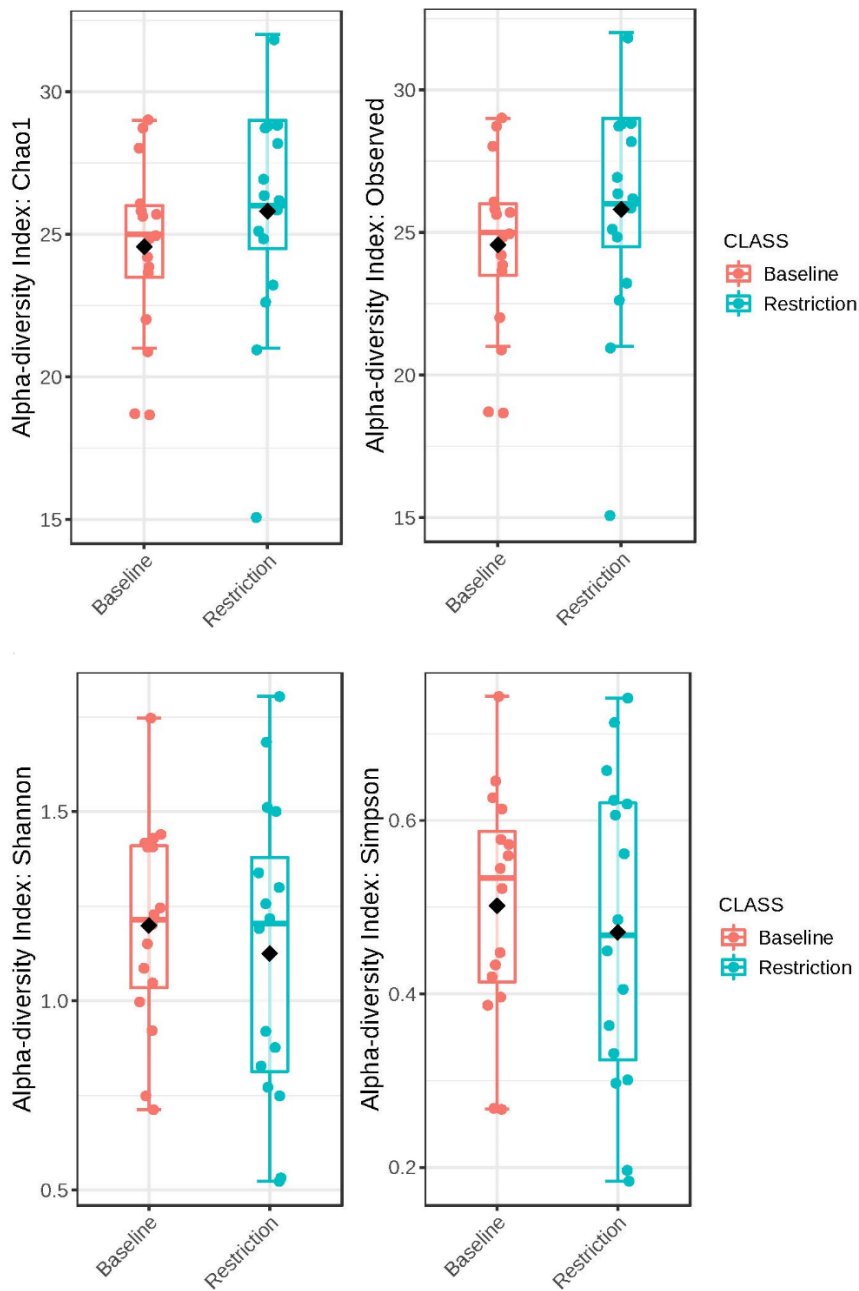 Alpha-diversity Index: Chao1
30
25
20
15
Baseline
Restriction
Alpha-diversity Index: Observed
30
25
20
15
Baseline
Restriction
CLASS
Baseline
Restriction
Alpha-diversity Index: Shannon
1.5
1.0
0.5
Baseline
Restriction
Alpha-diversity Index: Simpson
0.6
0.4
0.2
Baseline
Restriction
CLASS
Baseline
Restriction